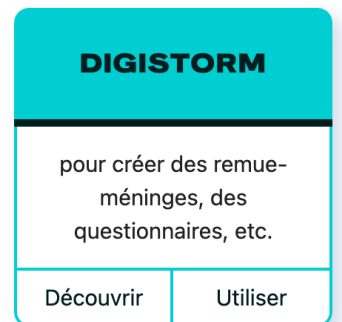 DIGISTORM
pour créer des remue-
méninges, des
questionnaires, etc.
Découvrir
Utiliser